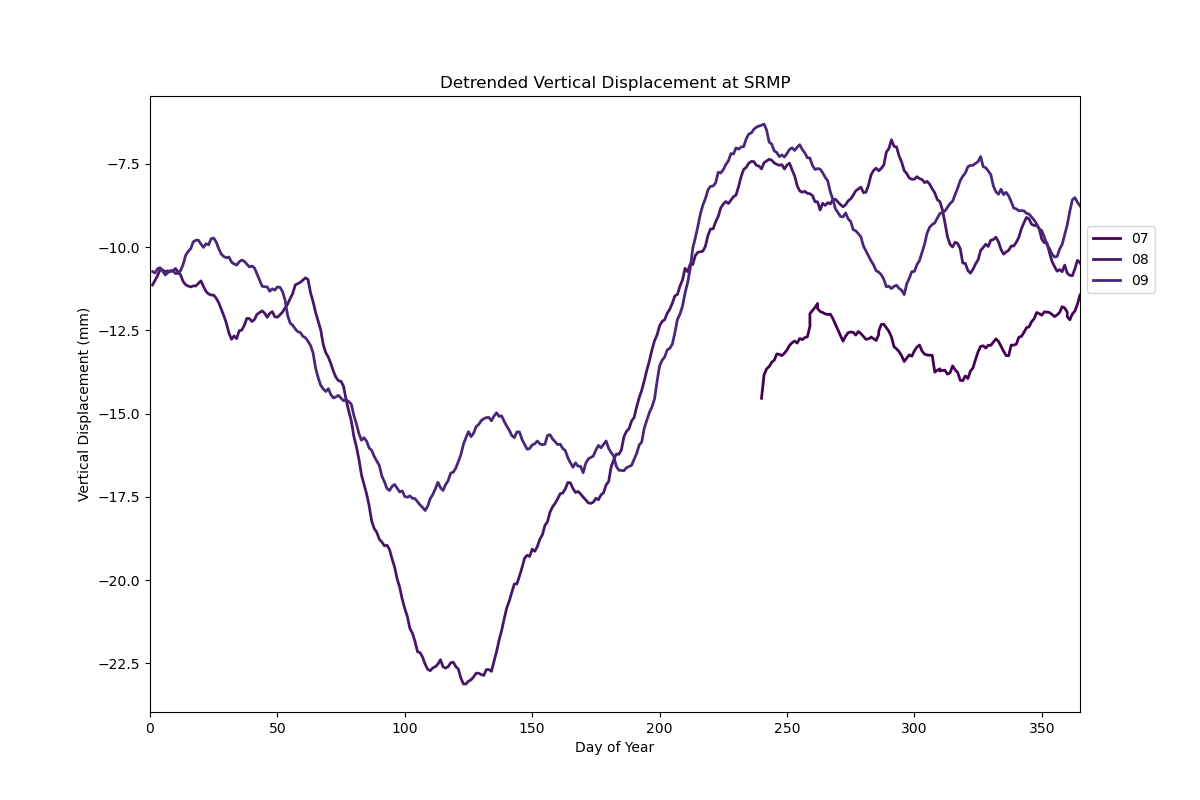 Detrended Vertical Displacement at SRMP
Vertical Displacement (mm)
−7.5
−10.0
−12.5
−15.0
−17.5
−20.0
−22.5
0 50 100 150 200 250 300 350
Day of Year
07
08
09